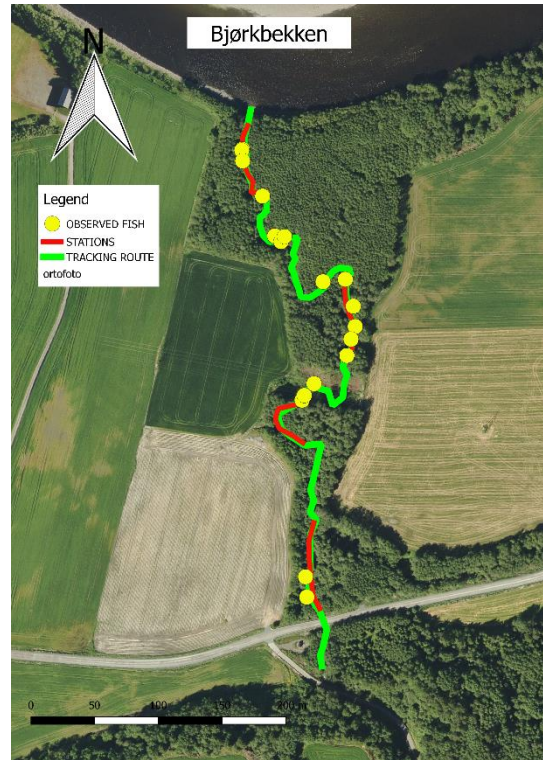 Bjørkbekken
N
Legend
OBSERVED FISH
STATIONS
TRACKING ROUTE
ortofoto
0 50 100 150 200 m